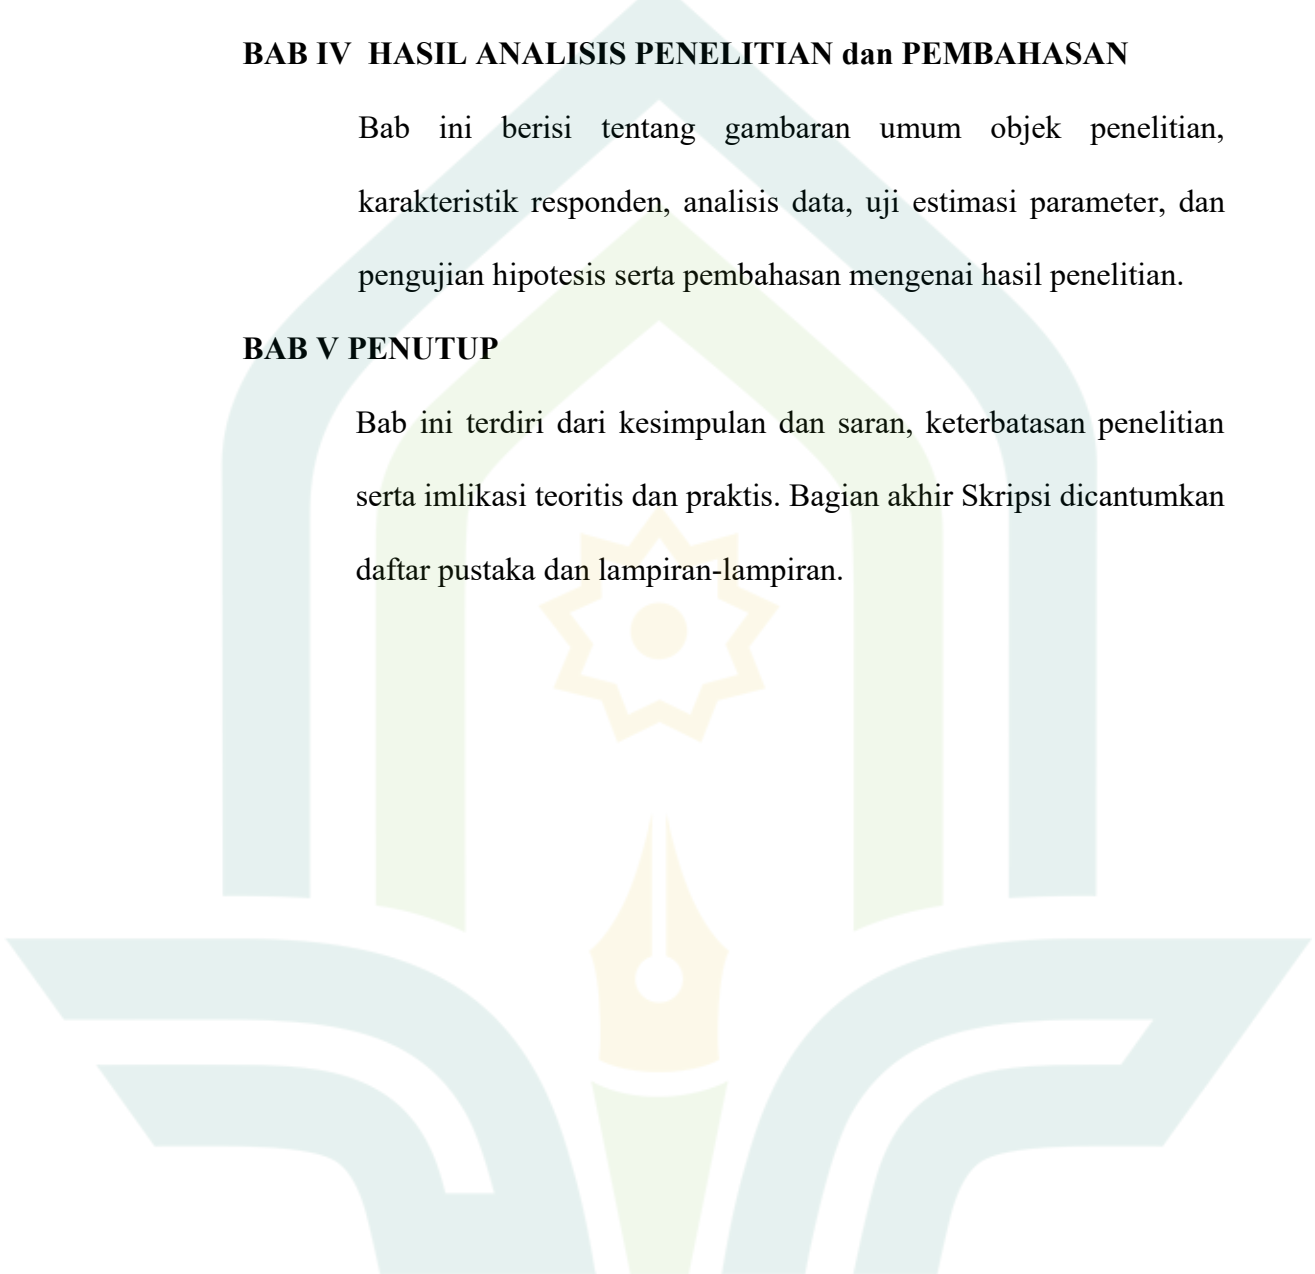 BAB IV  HASIL ANALISIS PENELITIAN dan PEMBAHASAN
Bab ini berisi tentang gambaran umum objek penelitian,
karakteristik responden, analisis data, uji estimasi parameter, dan
pengujian hipotesis serta pembahasan mengenai hasil penelitian.
BAB V PENUTUP
Bab ini terdiri dari kesimpulan dan saran, keterbatasan penelitian
serta imlikasi teoritis dan praktis. Bagian akhir Skripsi dicantumkan
daftar pustaka dan lampiran-lampiran.